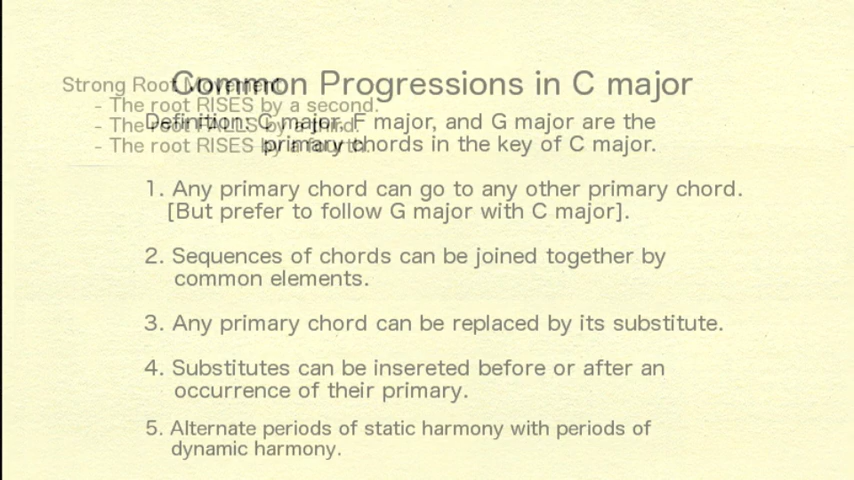 Common Progressions in C major
Strong Root Movement:
- The root RISES by a second.
- The root FALLS by a third.
- The root RISES by a fourth.
Definition: C major, F major, and G major are the
primary chords in the key of C major.
1. Any primary chord can go to any other primary chord.
[But prefer to follow G major with C major].
2. Sequences of chords can be joined together by
common elements.
3. Any primary chord can be replaced by its substitute.
4. Substitutes can be insereted before or after an
occurrence of their primary.
5. Alternate periods of static harmony with periods of
dynamic harmony.